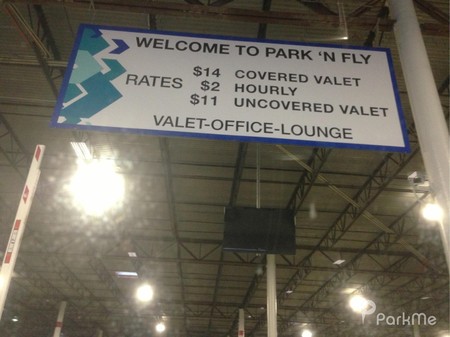 WELCOME TO PARK 'N FLY
$14 COVERED VALET
RATES $2 HOURLY
$11 UNCOVERED VALET
VALET-OFFICE-LOUNGE
ParkMe